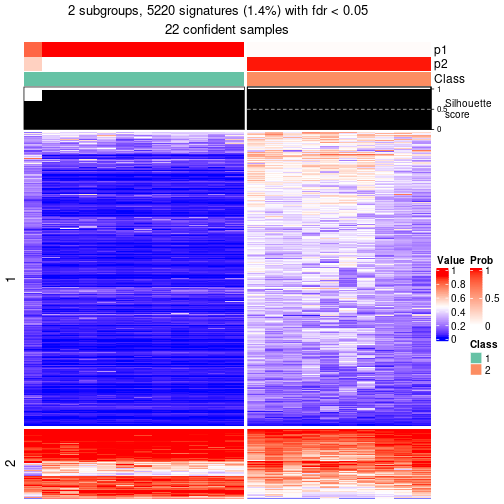 2 subgroups, 5220 signatures (1.4%) with fdr < 0.05
22 confident samples
p1
p2
Class
1
0.5
0
Silhouette
score
1
2
Value
1
0.8
0.6
0.4
0.2
0
Prob
1
0.5
0
Class
1
2